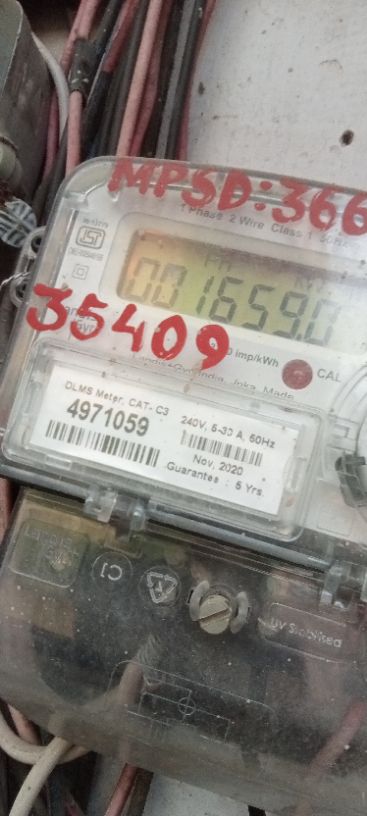 MPSD:366
1 Phase 2 Wire Class 1
001659.0
35409
imp/kWh
CAL
DLMS Meter, CAT- C3
4971059
240V, 5-30 A, 50Hz
Nov, 2020
Guarantee : 5 Yrs.
C1
UV Stabilised